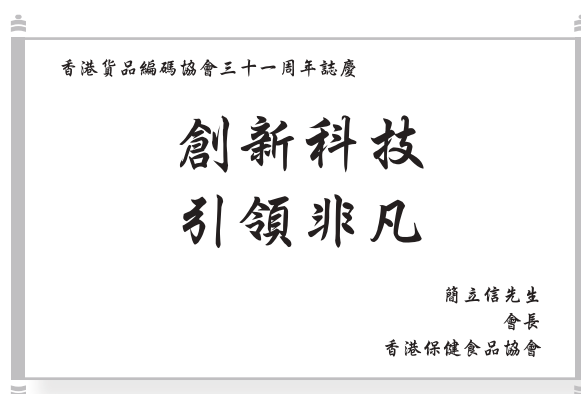 香港貨品編碼協會三十一周年誌慶
創新科技
引領非凡
簡立信先生
會長
香港保健食品協會